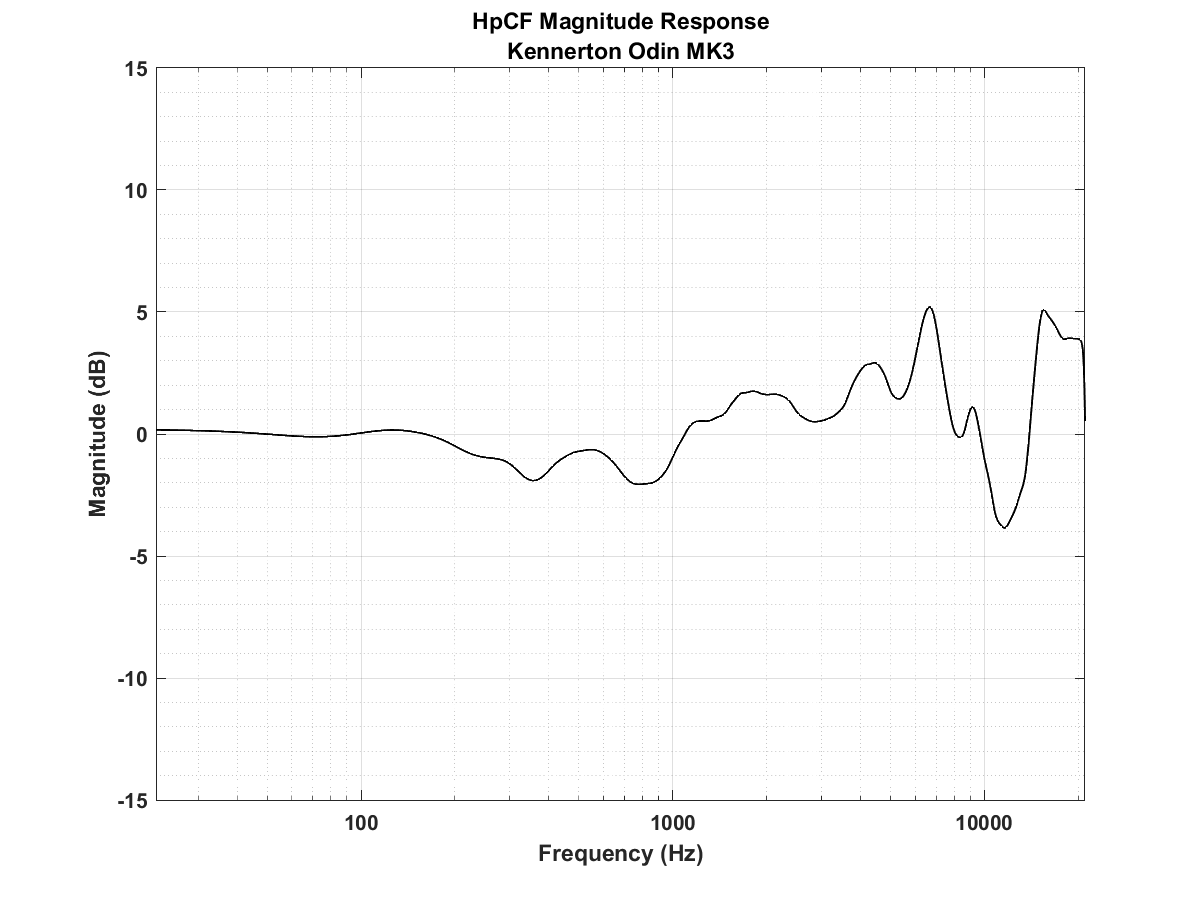 HpCF Magnitude Response
Kennerton Odin MK3
15
10
5
0
-5
-10
-15
Magnitude (dB)
100 1000 10000
Frequency (Hz)